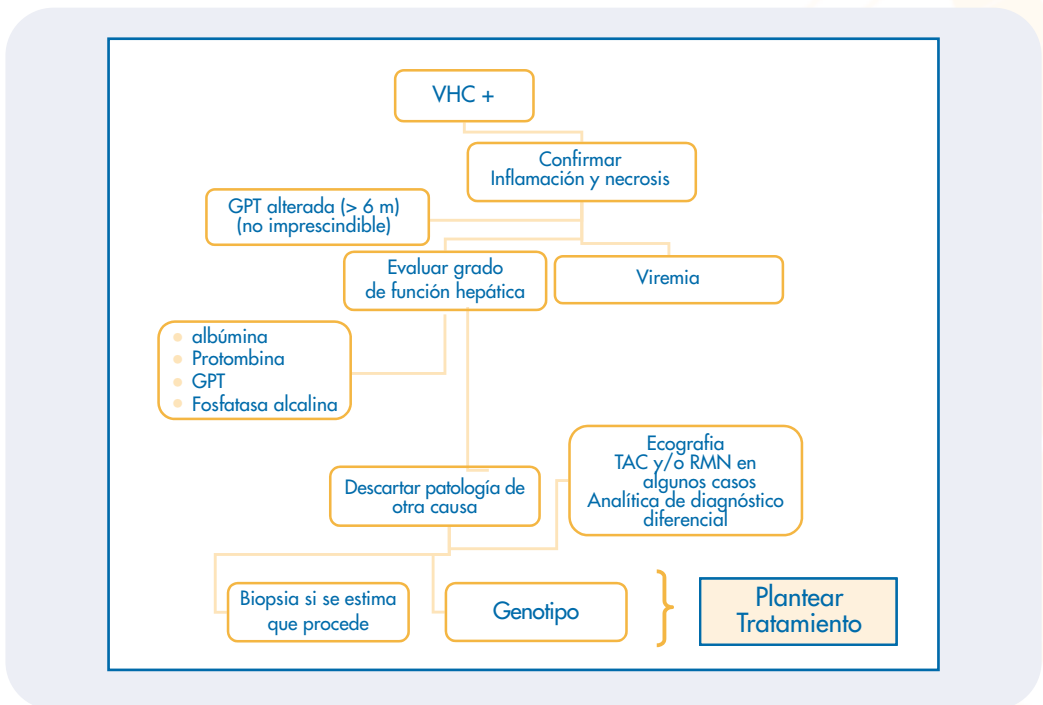 VHC +
Confirmar
Inflamación y necrosis
GPT alterada (> 6 m)
(no imprescindible)
Evaluar grado
de función hepática
Viremia
albúmina
Protombina
GPT
Fosfatasa alcalina
Ecografia
TAC y/o RMN en
algunos casos
Analítica de diagnóstico
diferencial
Descartar patología de
otra causa
Biopsia si se estima
que procede
Genotipo
Plantear
Tratamiento